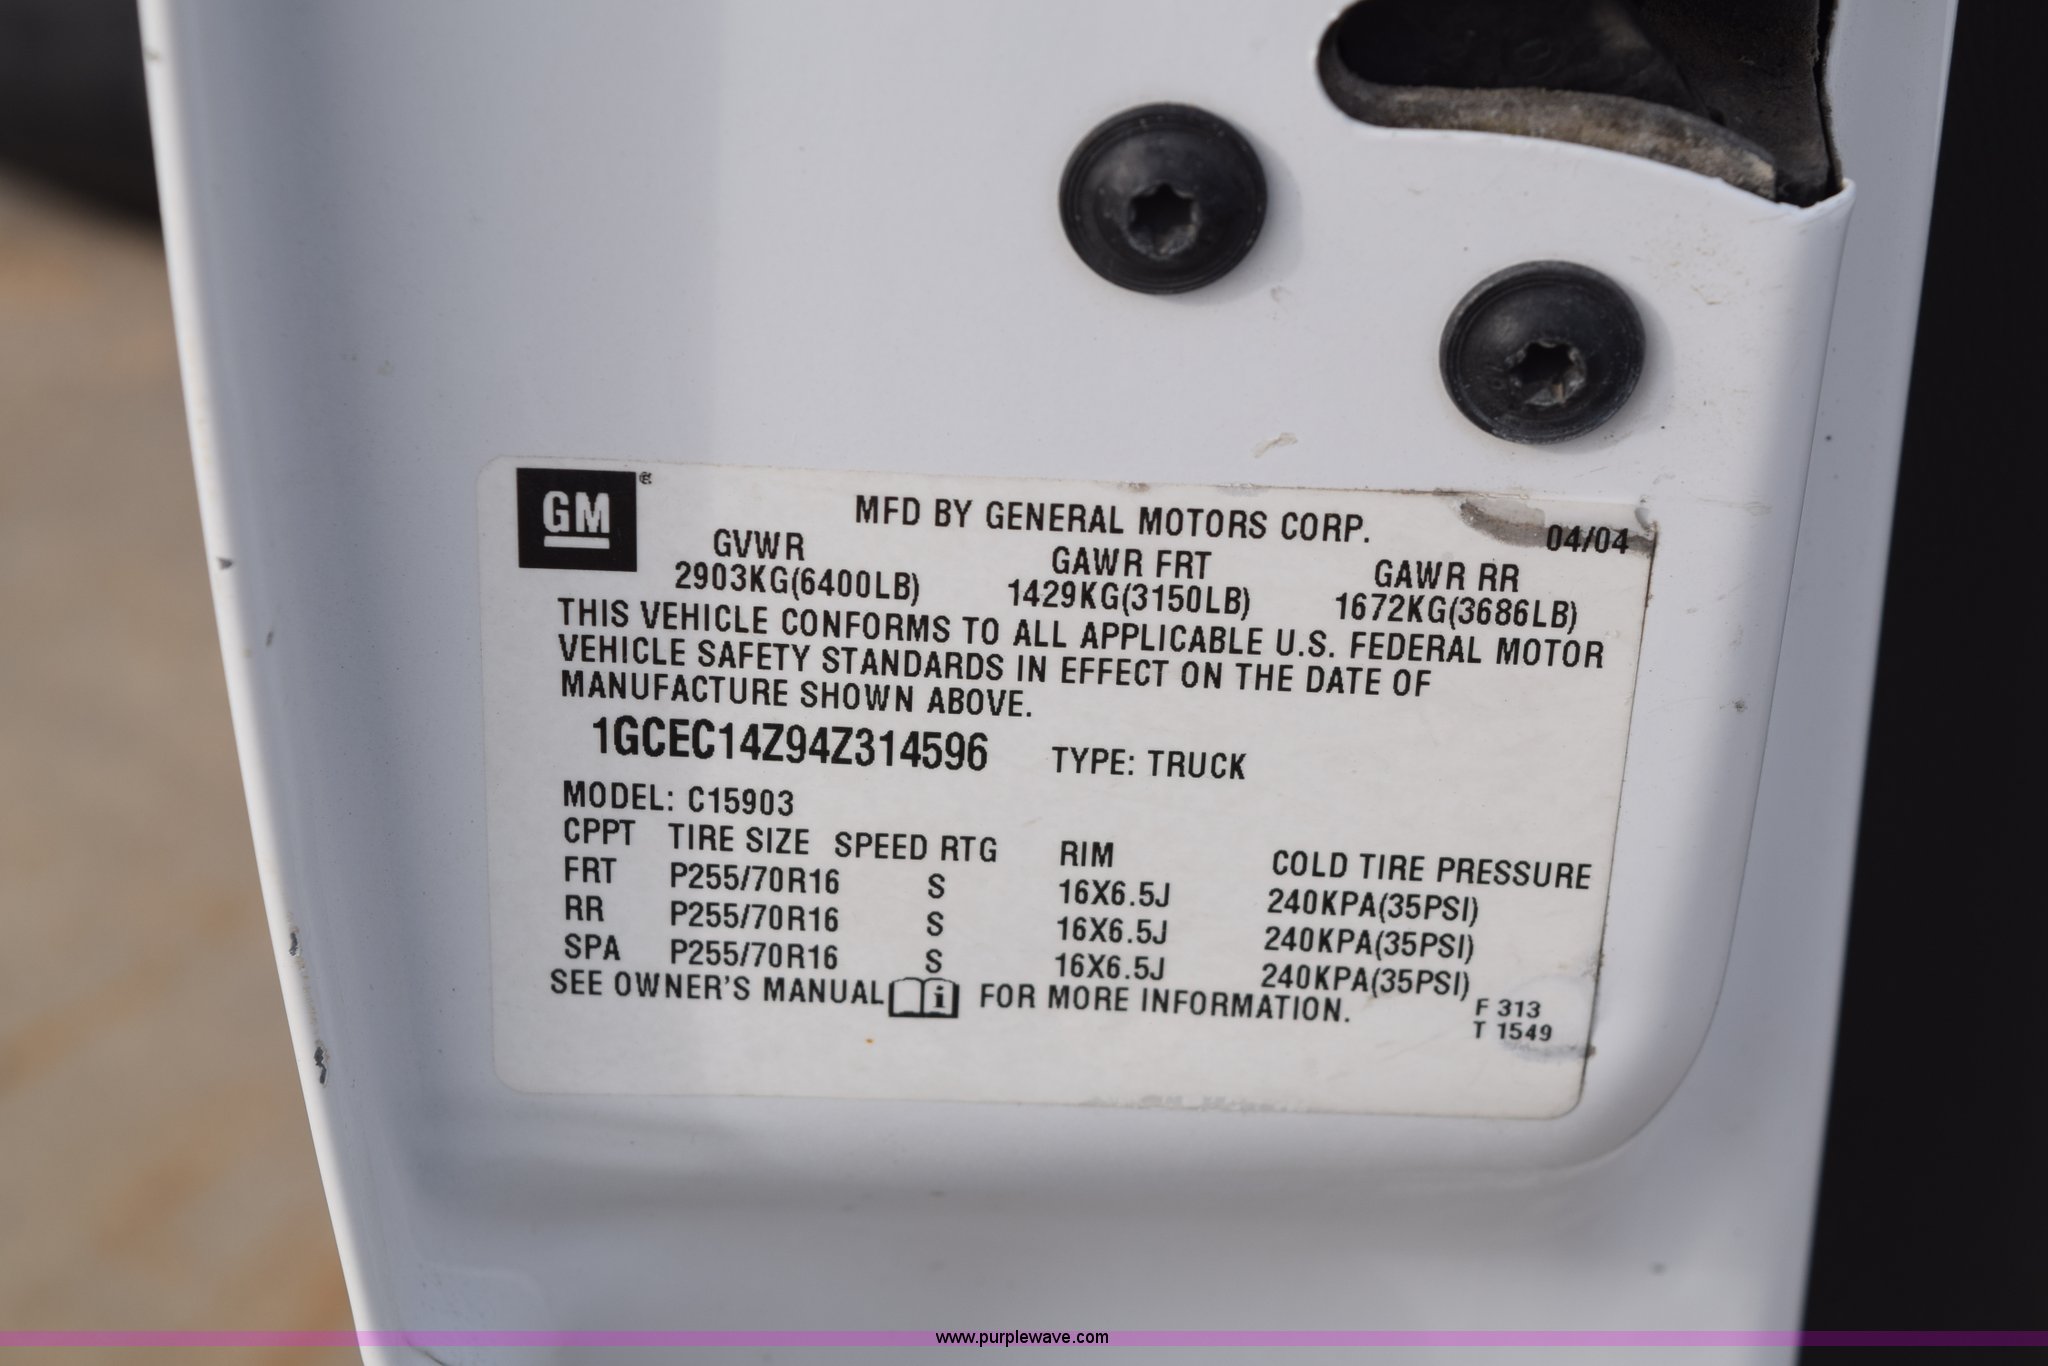 GM®
MFD BY GENERAL MOTORS CORP. 04/04
GVWR GAWR FRT GAWR RR
2903KG(6400LB) 1429KG(3150LB) 1672KG(3686LB)
THIS VEHICLE CONFORMS TO ALL APPLICABLE U.S. FEDERAL MOTOR
VEHICLE SAFETY STANDARDS IN EFFECT ON THE DATE OF
MANUFACTURE SHOWN ABOVE.
1GCEC14Z94Z314596 TYPE: TRUCK
MODEL: C15903
CPPT TIRE SIZE SPEED RTG RIM COLD TIRE PRESSURE
FRT P255/70R16 S 16X6.5J 240KPA(35PSI)
RR P255/70R16 S 16X6.5J 240KPA(35PSI)
SPA P255/70R16 S 16X6.5J 240KPA(35PSI)
SEE OWNER'S MANUAL i FOR MORE INFORMATION.
F 313
T 1549
www.purplewave.com